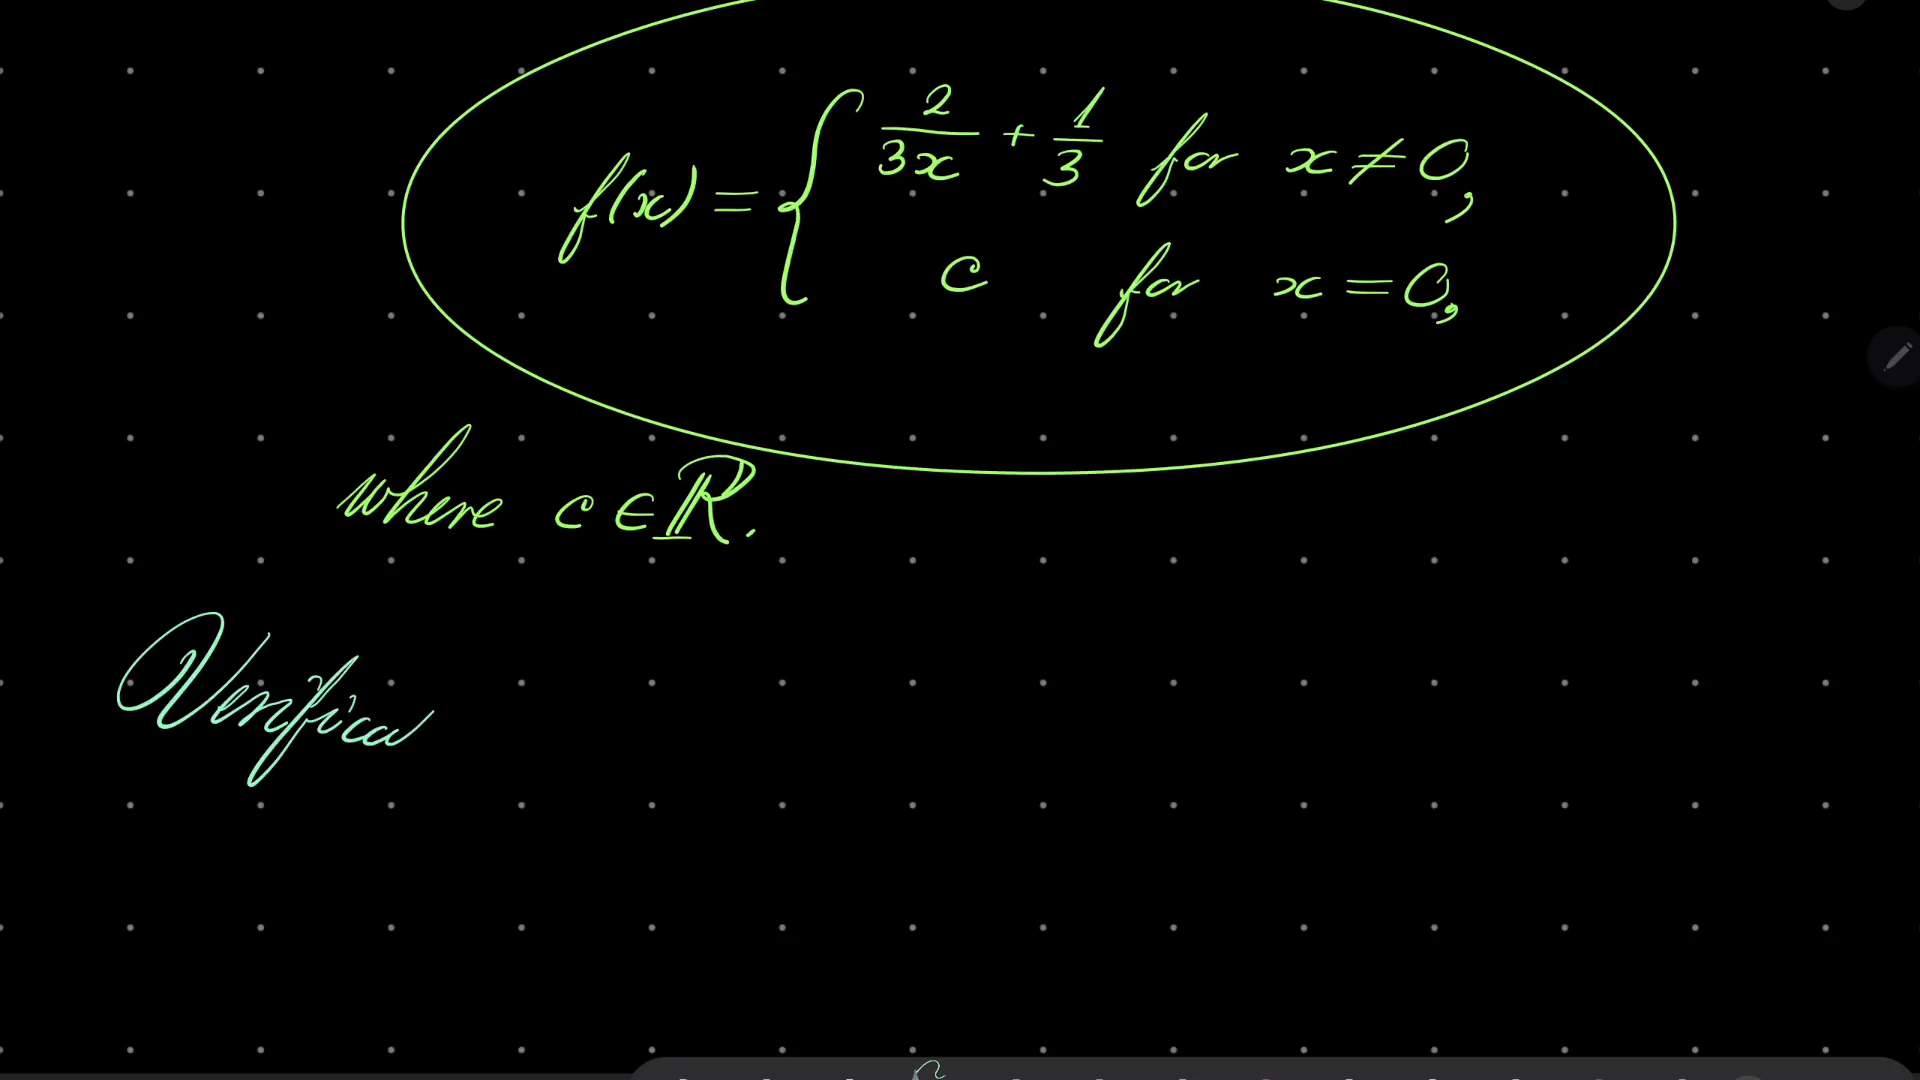 f(x) = { 2/(3x) + 1/3 for x ≠ 0,
c for x = 0,
where c ∈ ℝ.
Verifica